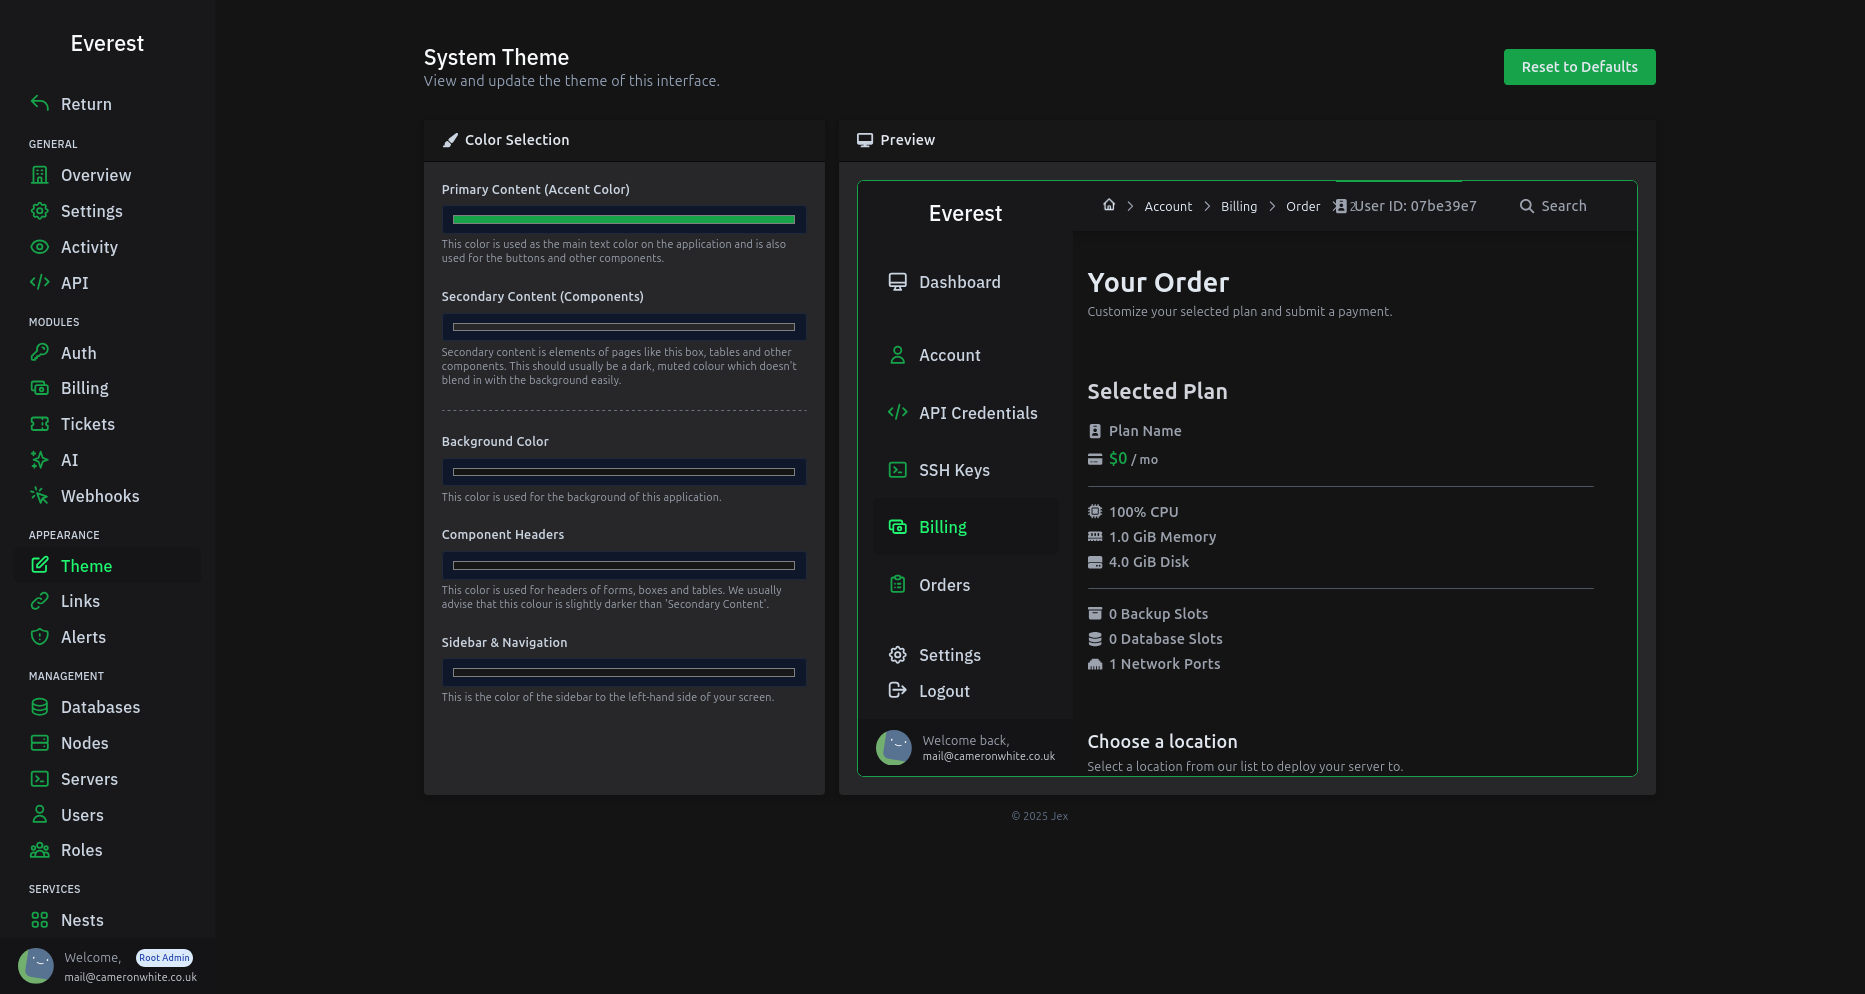 Everest
Return
GENERAL
Overview
Settings
Activity
API
MODULES
Auth
Billing
Tickets
AI
Webhooks
APPEARANCE
Theme
Links
Alerts
MANAGEMENT
Databases
Nodes
Servers
Users
Roles
SERVICES
Nests
Welcome, Root Admin
mail@cameronwhite.co.uk
System Theme
View and update the theme of this interface.
Reset to Defaults
Color Selection
Primary Content (Accent Color)
This color is used as the main text color on the application and is also
used for the buttons and other components.
Secondary Content (Components)
Secondary content is elements of pages like this box, tables and other
components. This should usually be a dark, muted colour which doesn't
blend in with the background easily.
Background Color
This color is used for the background of this application.
Component Headers
This color is used for headers of forms, boxes and tables. We usually
advise that this colour is slightly darker than 'Secondary Content'.
Sidebar & Navigation
This is the color of the sidebar to the left-hand side of your screen.
Preview
Everest
Dashboard
Account
API Credentials
SSH Keys
Billing
Orders
Settings
Logout
Welcome back,
mail@cameronwhite.co.uk
Account Billing Order 2
User ID: 07be39e7
Search
Your Order
Customize your selected plan and submit a payment.
Selected Plan
Plan Name
$0 / mo
100% CPU
1.0 GiB Memory
4.0 GiB Disk
0 Backup Slots
0 Database Slots
1 Network Ports
Choose a location
Select a location from our list to deploy your server to.
© 2025 Jex